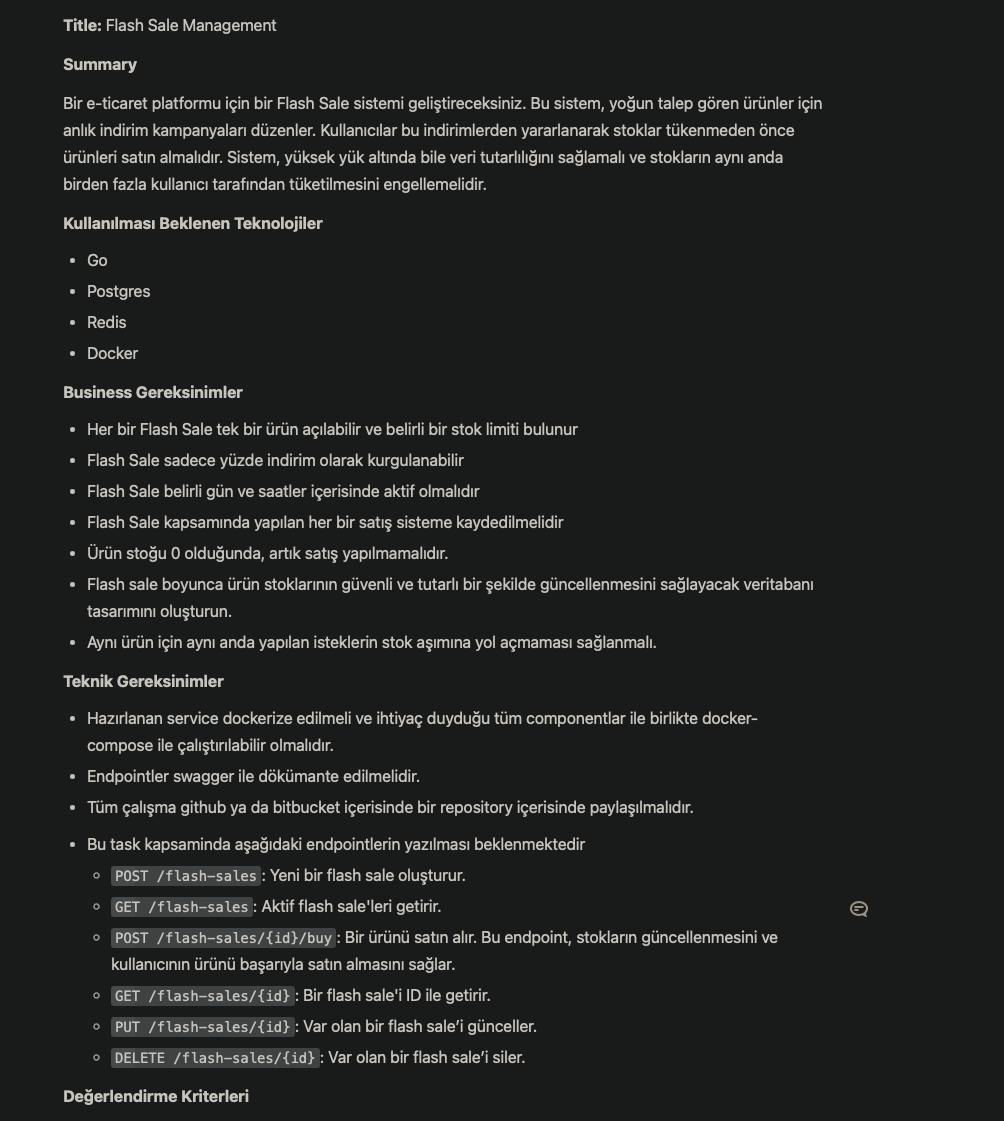 Title: Flash Sale Management
Summary
Bir e-ticaret platformu için bir Flash Sale sistemi geliştireceksiniz. Bu sistem, yoğun talep gören ürünler için
anlık indirim kampanyaları düzenler. Kullanıcılar bu indirimlerden yararlanarak stoklar tükenmeden önce
ürünleri satın almalıdır. Sistem, yüksek yük altında bile veri tutarlılığını sağlamalı ve stokların aynı anda
birden fazla kullanıcı tarafından tüketilmesini engellemelidir.
Kullanılması Beklenen Teknolojiler
• Go
• Postgres
• Redis
• Docker
Business Gereksinimler
• Her bir Flash Sale tek bir ürün açılabilir ve belirli bir stok limiti bulunur
• Flash Sale sadece yüzde indirim olarak kurgulanabilir
• Flash Sale belirli gün ve saatler içerisinde aktif olmalıdır
• Flash Sale kapsamında yapılan her bir satış sisteme kaydedilmelidir
• Ürün stoğu 0 olduğunda, artık satış yapılmamalıdır.
• Flash sale boyunca ürün stoklarının güvenli ve tutarlı bir şekilde güncellenmesini sağlayacak veritabanı
tasarımını oluşturun.
• Aynı ürün için aynı anda yapılan isteklerin stok aşımına yol açmaması sağlanmalı.
Teknik Gereksinimler
• Hazırlanan service dockerize edilmeli ve ihtiyaç duyduğu tüm componentlar ile birlikte docker-
compose ile çalıştırılabilir olmalıdır.
• Endpointler swagger ile dökümante edilmelidir.
• Tüm çalışma github ya da bitbucket içerisinde bir repository içerisinde paylaşılmalıdır.
• Bu task kapsaminda aşağıdaki endpointlerin yazılması beklenmektedir
◦ POST /flash-sales: Yeni bir flash sale oluşturur.
◦ GET /flash-sales: Aktif flash sale'leri getirir.
◦ POST /flash-sales/{id}/buy: Bir ürünü satın alır. Bu endpoint, stokların güncellenmesini ve
kullanıcının ürünü başarıyla satın almasını sağlar.
◦ GET /flash-sales/{id}: Bir flash sale'i ID ile getirir.
◦ PUT /flash-sales/{id}: Var olan bir flash sale’i günceller.
◦ DELETE /flash-sales/{id}: Var olan bir flash sale’i siler.
Değerlendirme Kriterleri